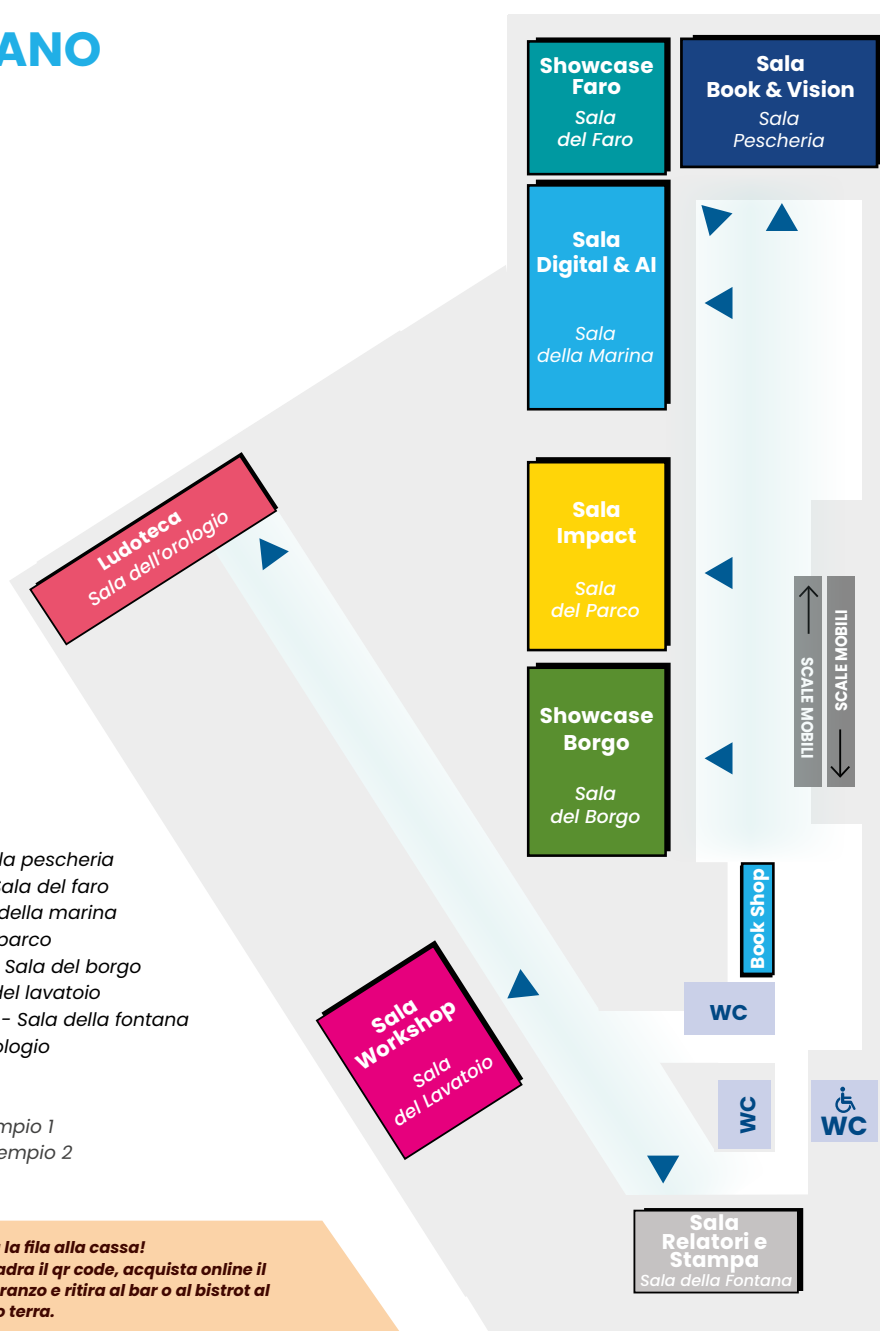 ANO
Showcase
Faro
Sala
del Faro
Sala
Book & Vision
Sala
Pescheria
Sala
Digital & AI
Sala
della Marina
Ludoteca
Sala dell'orologio
Sala
Impact
Sala
del Parco
SCALE MOBILI
SCALE MOBILI
Showcase
Borgo
Sala
del Borgo
la pescheria
Sala del faro
della marina
parco
Sala del borgo
del lavatoio
- Sala della fontana
ologio
Book Shop
Sala
Workshop
Sala
del Lavatoio
WC
WC
WC
mpio 1
empio 2
Sala
Relatori e
Stampa
Sala della Fontana
la fila alla cassa!
adra il qr code, acquista online il
ranzo e ritira al bar o al bistrot al
o terra.